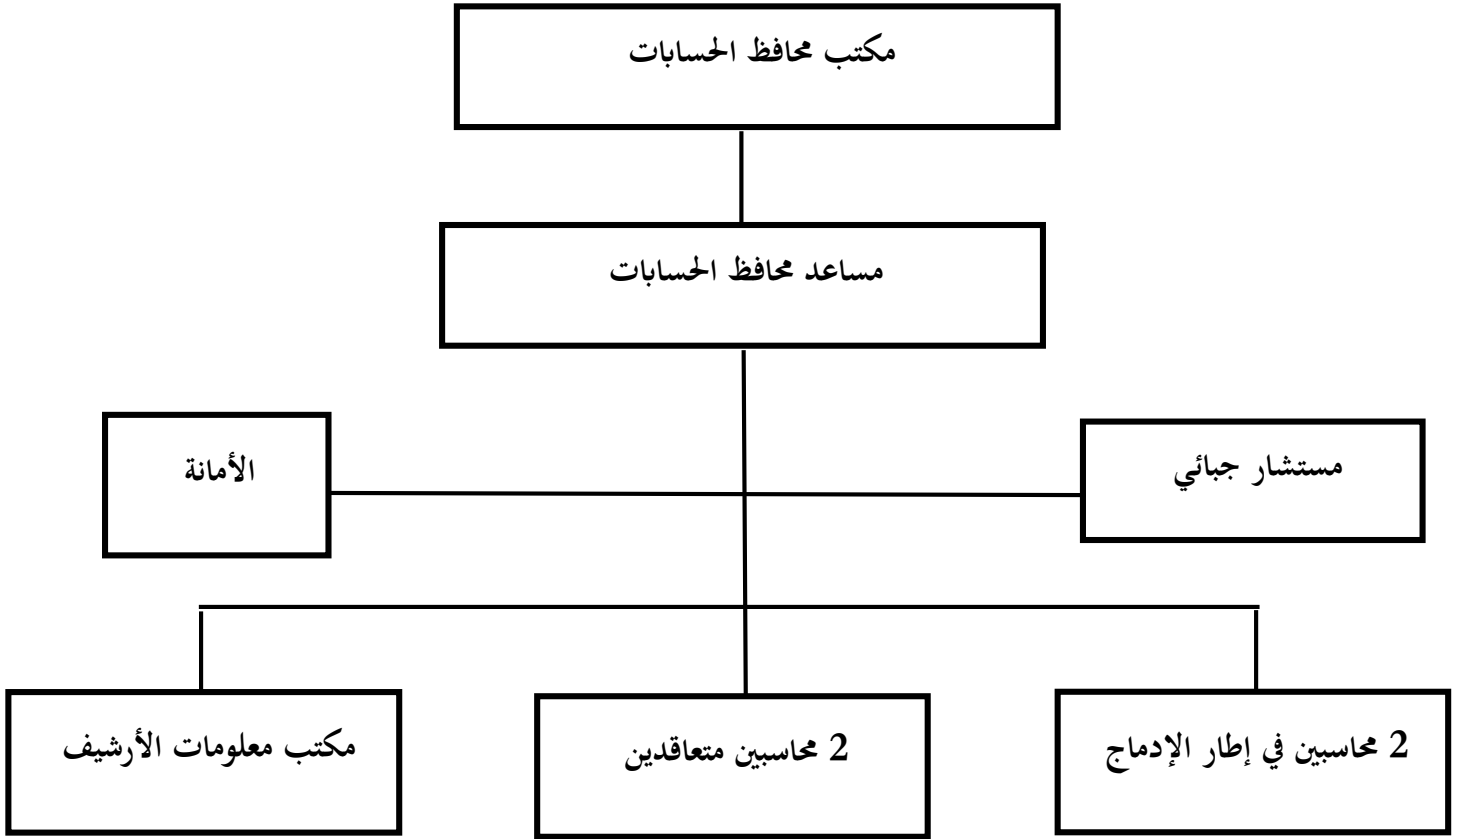 مكتب محافظ الحسابات
مساعد محافظ الحسابات
مستشار جبائي
الأمانة
2 محاسبين في إطار الإدماج
2 محاسبين متعاقدين
مكتب معلومات الأرشيف